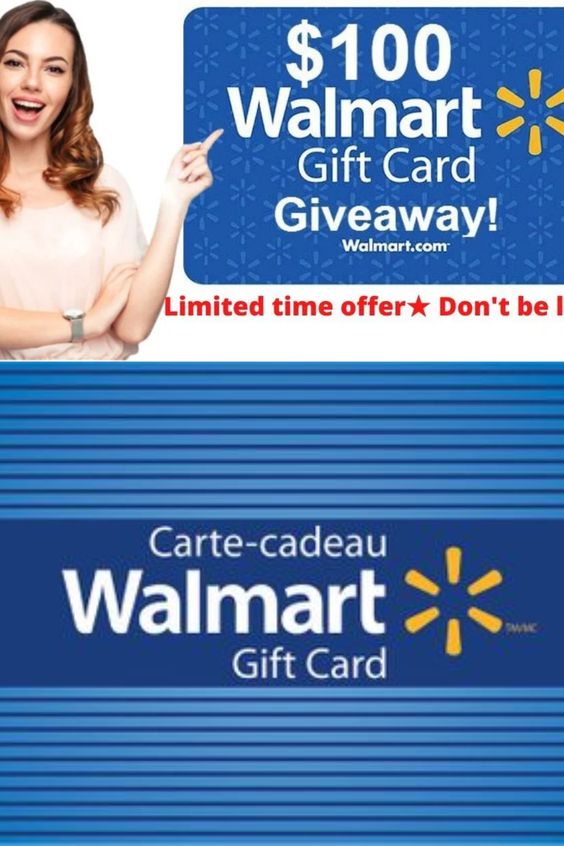 $100
Walmart
Gift Card
Giveaway!
Walmart.com
Limited time offer★ Don't be l
Carte-cadeau
Walmart
Gift Card